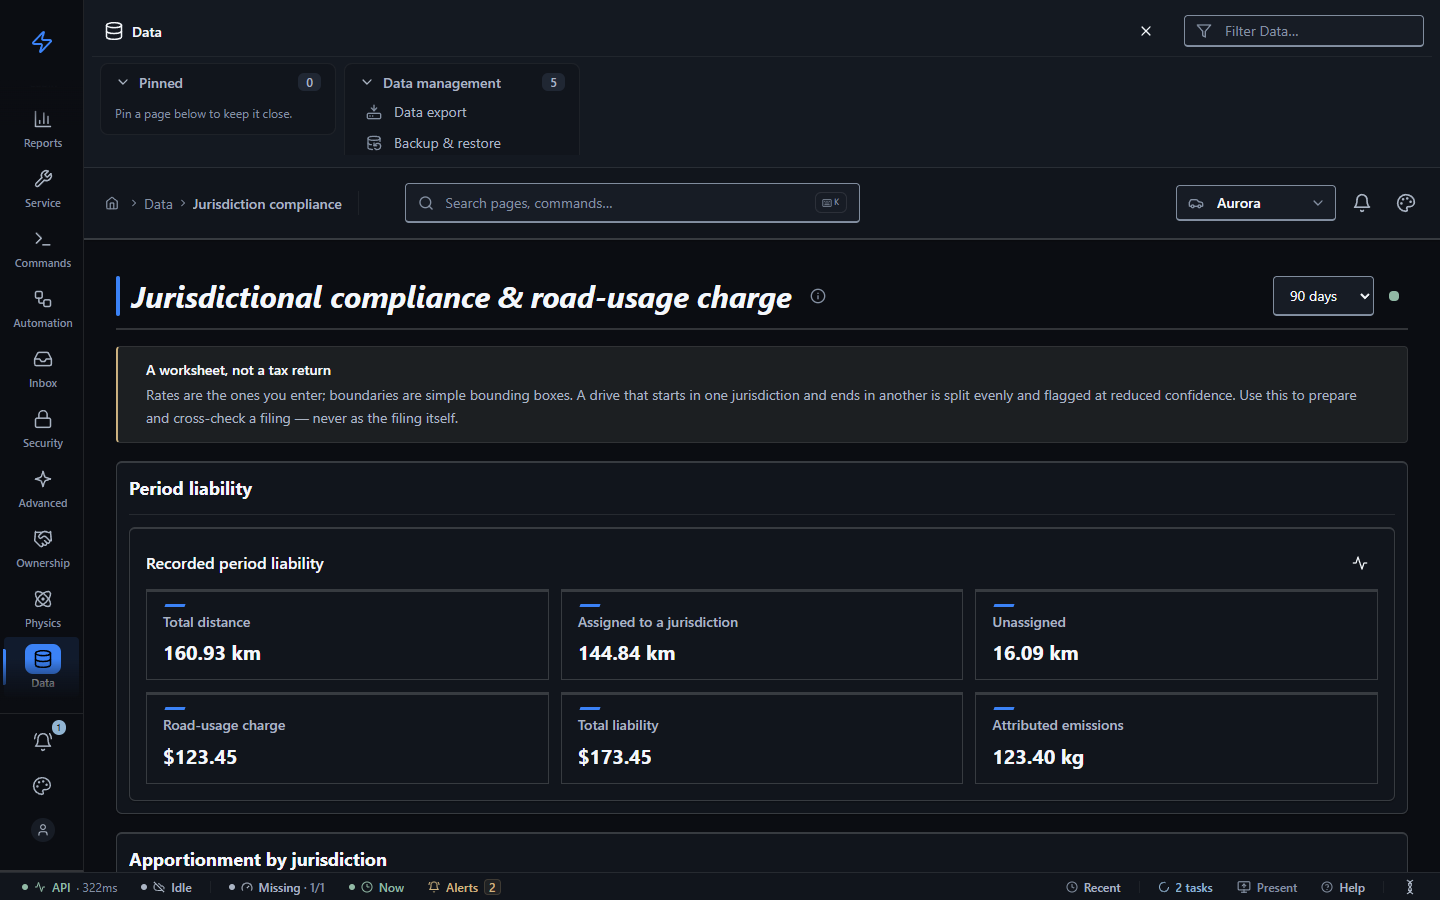 Data
Filter Data...
Pinned
0
Pin a page below to keep it close.
Data management
5
Data export
Backup & restore
Reports
Service
Commands
Automation
Inbox
Security
Advanced
Ownership
Physics
Data
1
Data
Jurisdiction compliance
Search pages, commands...
K
Aurora
Jurisdictional compliance & road-usage charge
90 days
A worksheet, not a tax return
Rates are the ones you enter; boundaries are simple bounding boxes. A drive that starts in one jurisdiction and ends in another is split evenly and flagged at reduced confidence. Use this to prepare
and cross-check a filing — never as the filing itself.
Period liability
Recorded period liability
Total distance
160.93 km
Assigned to a jurisdiction
144.84 km
Unassigned
16.09 km
Road-usage charge
$123.45
Total liability
$173.45
Attributed emissions
123.40 kg
Apportionment by jurisdiction
API · 322ms
Idle
Missing · 1/1
Now
Alerts 2
Recent
2 tasks
Present
Help